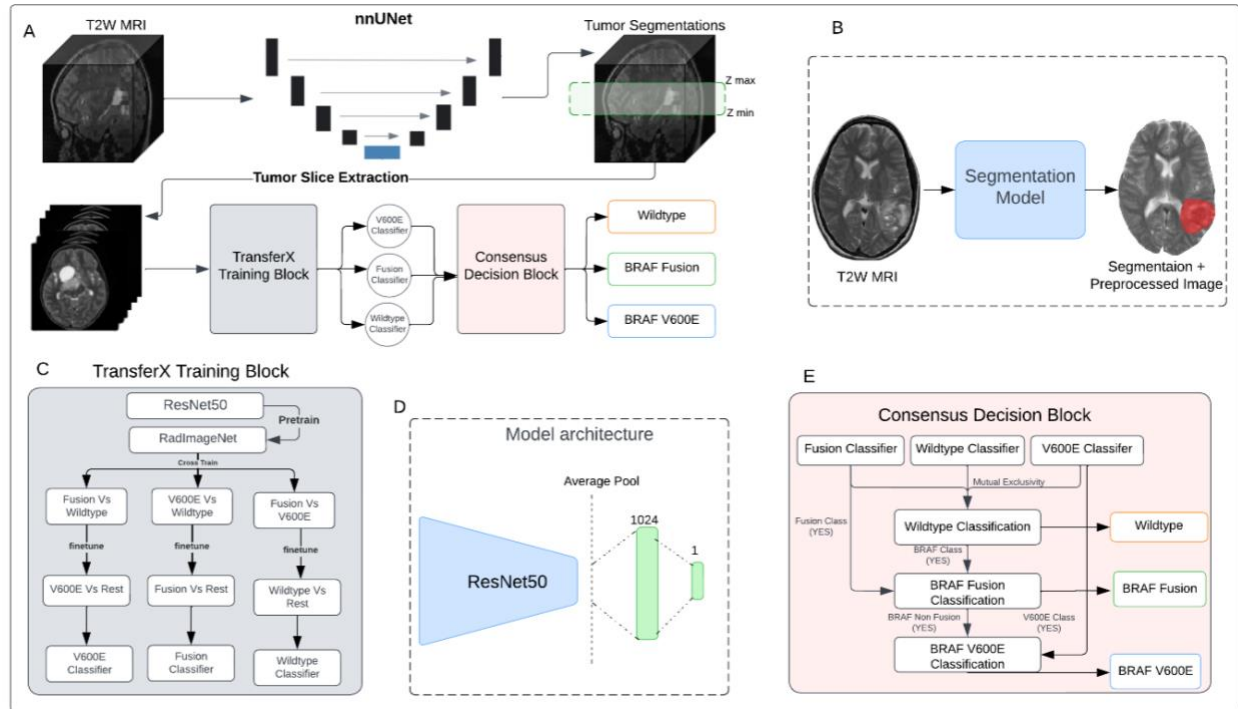 A
T2W MRI
nnUNet
Tumor Segmentations
Z max
Z min
Tumor Slice Extraction
TransferX
Training Block
V600E
Classifier
Fusion
Classifier
Wildtype
Classifier
Consensus
Decision Block
Wildtype
BRAF Fusion
BRAF V600E
B
T2W MRI
Segmentation
Model
Segmentaion +
Preprocessed Image
C
TransferX Training Block
ResNet50
Pretrain
RadImageNet
Cross Train
Fusion Vs
Wildtype
V600E Vs
Wildtype
Fusion Vs
V600E
finetune
finetune
finetune
V600E Vs Rest
Fusion Vs Rest
Wildtype Vs
Rest
V600E
Classifier
Fusion
Classifier
Wildtype
Classifier
D
Model architecture
Average Pool
1024
1
ResNet50
E
Consensus Decision Block
Fusion Classifier
Wildtype Classifier
V600E Classifer
Mutual Exclusivity
Fusion Class
(YES)
Wildtype Classification
Wildtype
BRAF Class
(YES)
BRAF Fusion
Classification
BRAF Fusion
BRAF Non Fusion
(YES)
V600E Class
(YES)
BRAF V600E
Classification
BRAF V600E